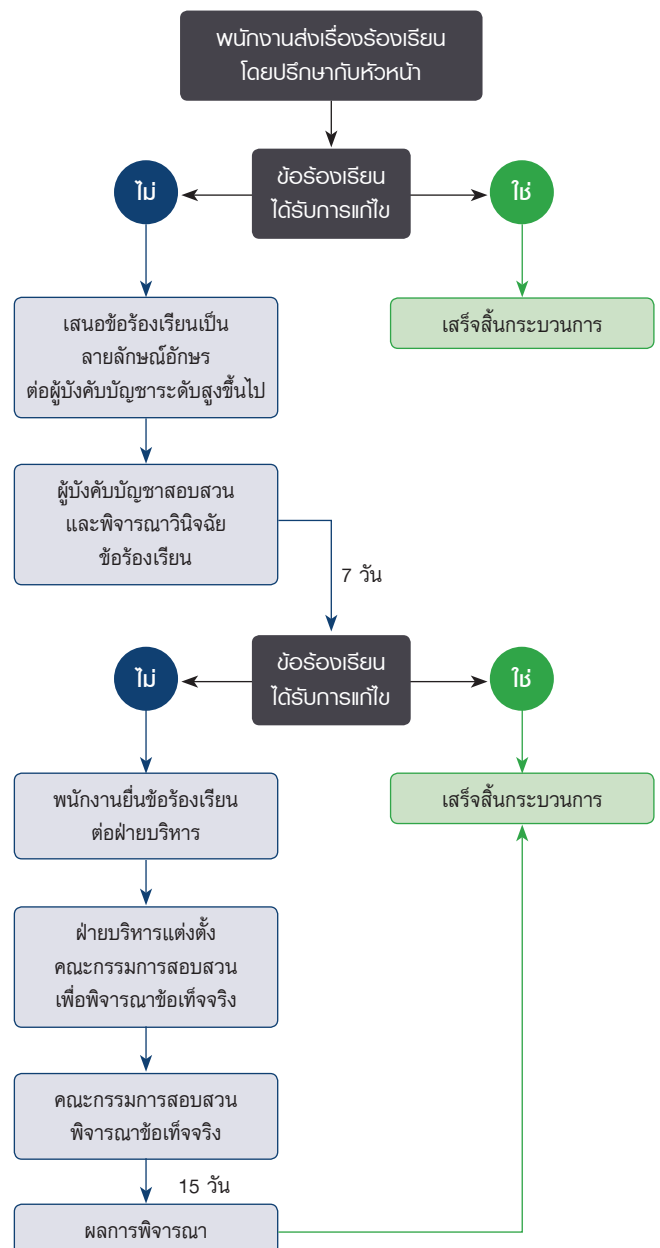 พนักงานส่งเรื่องร้องเรียน
โดยปรึกษากับหัวหน้า
ไม่
ข้อร้องเรียน
ได้รับการแก้ไข
ใช่
เสนอข้อร้องเรียนเป็น
ลายลักษณ์อักษร
ต่อผู้บังคับบัญชาระดับสูงขึ้นไป
เสร็จสิ้นกระบวนการ
ผู้บังคับบัญชาสอบสวน
และพิจารณาวินิจฉัย
ข้อร้องเรียน
7 วัน
ไม่
ข้อร้องเรียน
ได้รับการแก้ไข
ใช่
พนักงานยื่นข้อร้องเรียน
ต่อฝ่ายบริหาร
เสร็จสิ้นกระบวนการ
ฝ่ายบริหารแต่งตั้ง
คณะกรรมการสอบสวน
เพื่อพิจารณาข้อเท็จจริง
คณะกรรมการสอบสวน
พิจารณาข้อเท็จจริง
15 วัน
ผลการพิจารณา